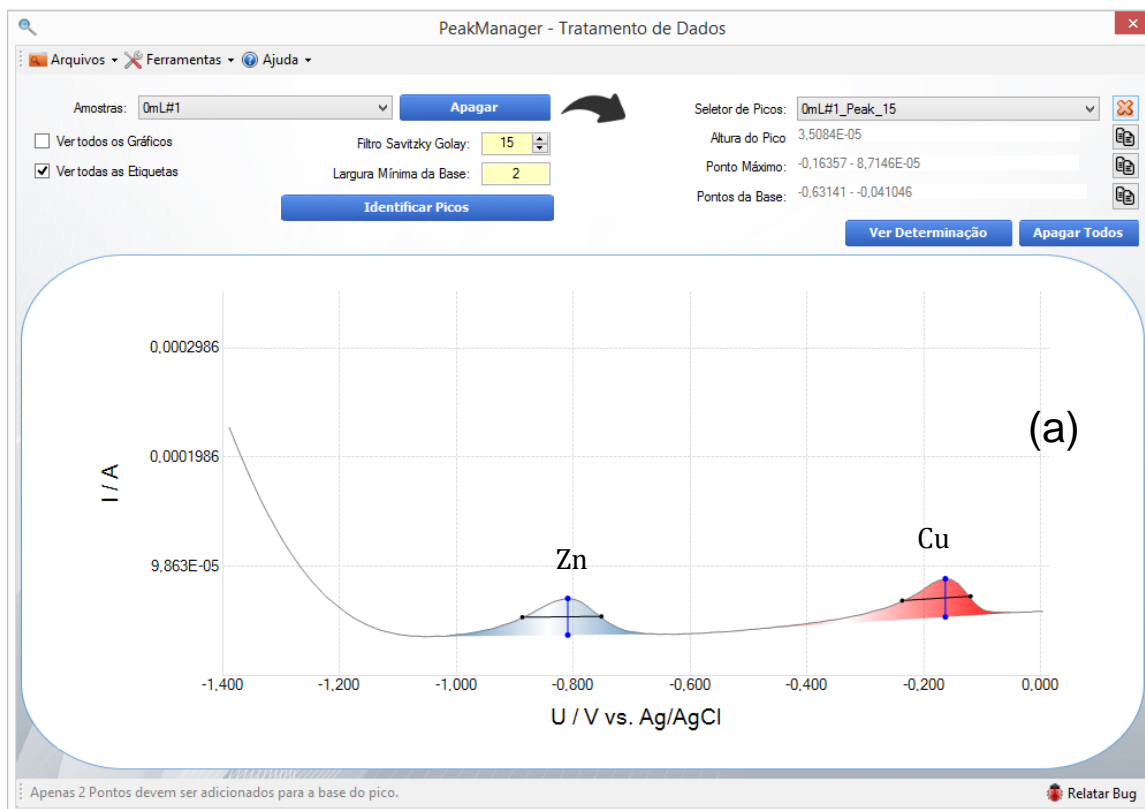 PeakManager - Tratamento de Dados
Arquivos Ferramentas Ajuda
Amostras: 0mL#1 Apagar
Ver todos os Gráficos
Ver todas as Etiquetas
Filtro Savitzky Golay: 15
Largura Mínima da Base: 2
Identificar Picos
Seletor de Picos: 0mL#1_Peak_15
Altura do Pico 3,5084E-05
Ponto Máximo: -0,16357 - 8,7146E-05
Pontos da Base: -0,63141 - -0,041046
Ver Determinação Apagar Todos
(a)
I / A
0,0002986
0,0001986
9,863E-05
Zn
Cu
-1,400 -1,200 -1,000 -0,800 -0,600 -0,400 -0,200 0,000
U / V vs. Ag/AgCl
Apenas 2 Pontos devem ser adicionados para a base do pico.
Relatar Bug